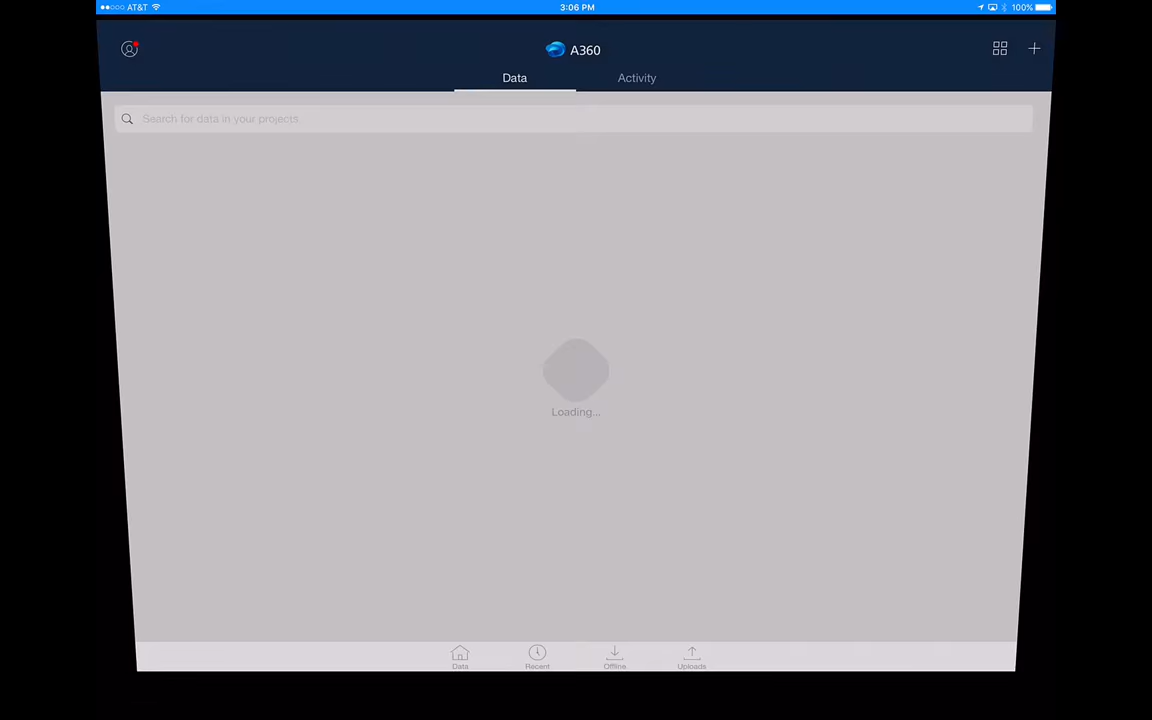 AT&T
3:06 PM
100%
A360
Data
Activity
Search for data in your projects
Loading...
Data
Recent
Offline
Uploads